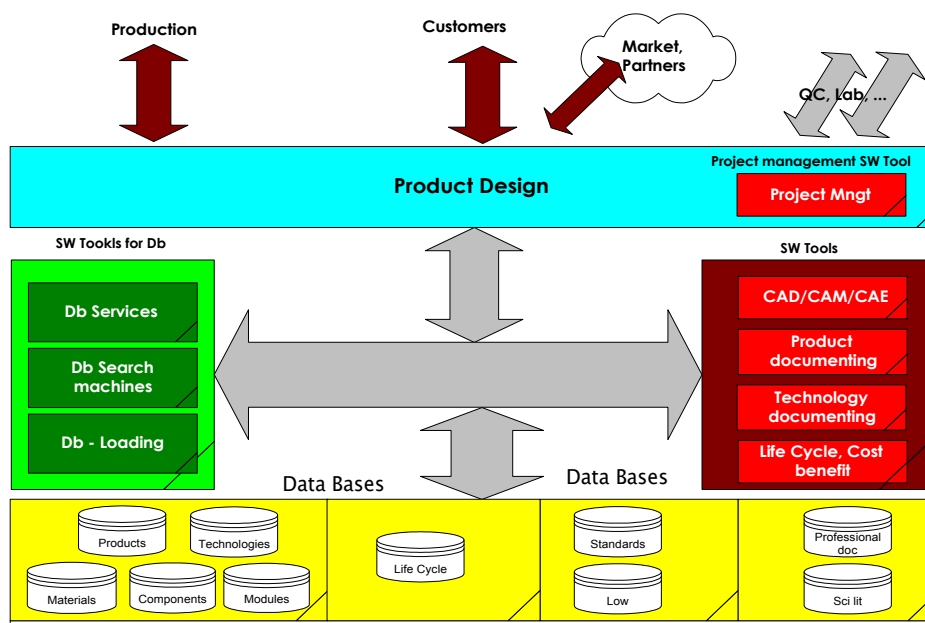 Production
Customers
Market,
Partners
QC, Lab, ...
Product Design
Project management SW Tool
Project Mngt
SW Tookls for Db
SW Tools
Db Services
Db Search
machines
Db - Loading
CAD/CAM/CAE
Product
documenting
Technology
documenting
Life Cycle, Cost
benefit
Data Bases
Data Bases
Products
Technologies
Materials
Components
Modules
Life Cycle
Standards
Low
Professional
doc
Sci lit